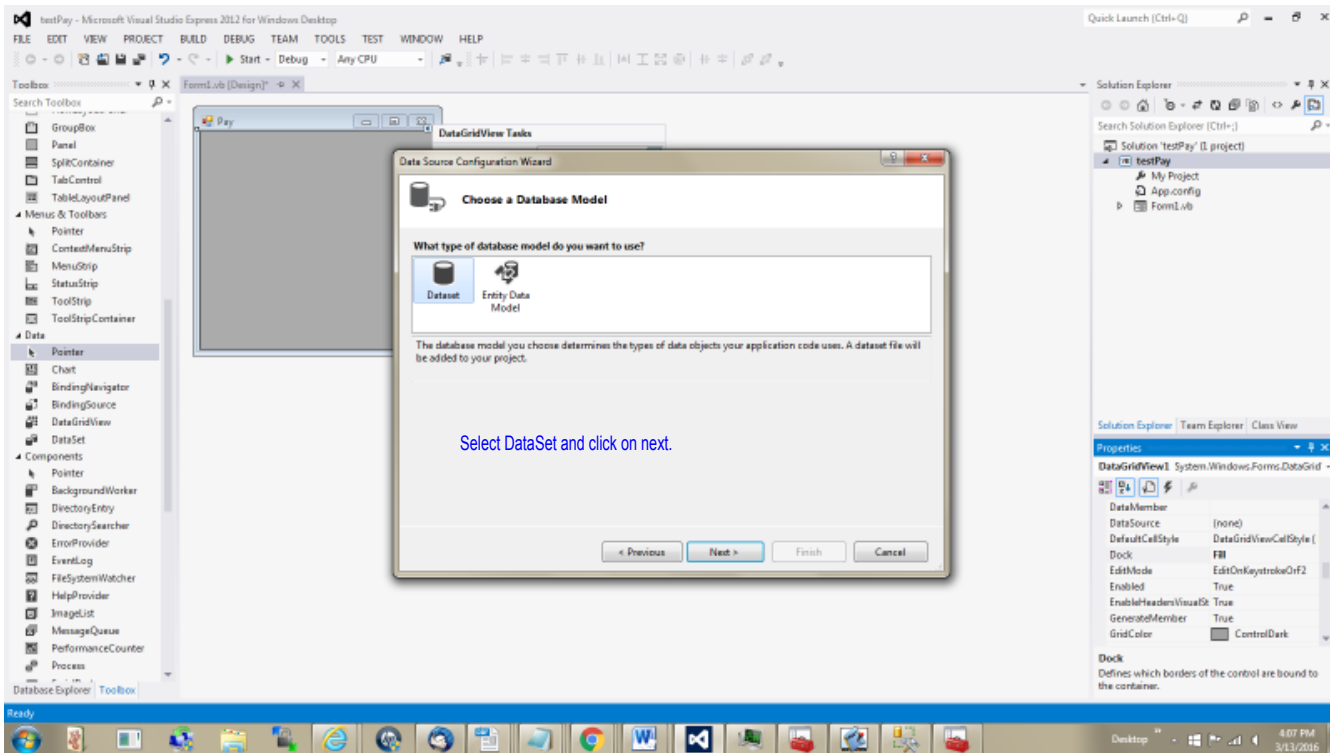 testPay - Microsoft Visual Studio Express 2012 for Windows Desktop
Quick Launch (Ctrl+Q)
FILE EDIT VIEW PROJECT BUILD DEBUG TEAM TOOLS TEST WINDOW HELP
Start - Debug Any CPU
Toolbox
Form1.vb [Design]*
Solution Explorer
Search Toolbox
GroupBox
Panel
SplitContainer
TabControl
TableLayoutPanel
Menus & Toolbars
Pointer
ContextMenuStrip
MenuStrip
StatusStrip
ToolStrip
ToolStripContainer
Data
Pointer
Chart
BindingNavigator
BindingSource
DataGridView
DataSet
Components
Pointer
BackgroundWorker
DirectoryEntry
DirectorySearcher
ErrorProvider
EventLog
FileSystemWatcher
HelpProvider
ImageList
MessageQueue
PerformanceCounter
Process
Database Explorer Toolbox
Pay
DataGridView Tasks
Data Source Configuration Wizard
Choose a Database Model
What type of database model do you want to use?
Dataset
Entity Data
Model
The database model you choose determines the types of data objects your application code uses. A dataset file will
be added to your project.
Select DataSet and click on next.
< Previous Next > Finish Cancel
Search Solution Explorer (Ctrl+;)
Solution 'testPay' (1 project)
testPay
My Project
App.config
Form1.vb
Solution Explorer Team Explorer Class View
Properties
DataGridView1 System.Windows.Forms.DataGrid
DataMember
DataSource (none)
DefaultCellStyle DataGridViewCellStyle {
Dock Fill
EditMode EditOnKeystrokeOrF2
Enabled True
EnableHeadersVisualSt True
GenerateMember True
GridColor ControlDark
Dock
Defines which borders of the control are bound to
the container.
Ready
Desktop
4:07 PM
3/13/2016